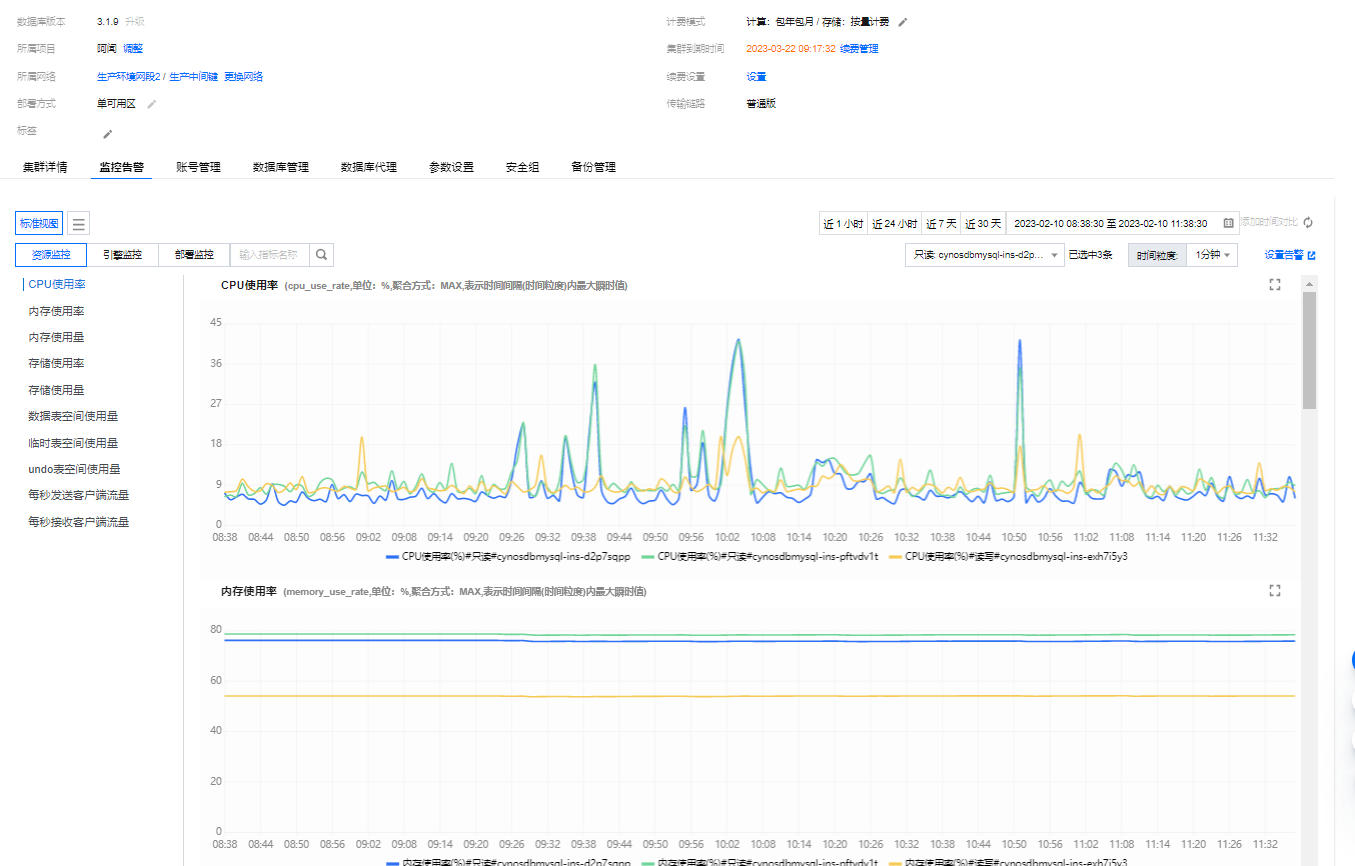 数据库版本 3.1.9 升级 计费模式 计算：包年包月 / 存储：按量计费
所属项目 阿闻 调整 集群到期时间 2023-03-22 09:17:32 续费管理
所属网络 生产环境网段2 / 生产中间键 更换网络 续费设置 设置
部署方式 单可用区 传输链路 普通版
标签
集群详情 监控告警 账号管理 数据库管理 数据库代理 参数设置 安全组 备份管理
标准视图 近 1 小时 近 24 小时 近 7 天 近 30 天 2023-02-10 08:38:30 至 2023-02-10 11:38:30 添加时间对比
资源监控 引擎监控 部署监控 输入指标名称 只读: cynosdbmysql-ins-d2p... 已选中3条 时间粒度: 1分钟 设置告警
CPU使用率
内存使用率
内存使用量
存储使用率
存储使用量
数据表空间使用量
临时表空间使用量
undo表空间使用量
每秒发送客户端流量
每秒接收客户端流量
CPU使用率 (cpu_use_rate,单位：%,聚合方式：MAX,表示时间间隔(时间粒度)内最大瞬时值)
45
36
27
18
9
0
08:38 08:44 08:50 08:56 09:02 09:08 09:14 09:20 09:26 09:32 09:38 09:44 09:50 09:56 10:02 10:08 10:14 10:20 10:26 10:32 10:38 10:44 10:50 10:56 11:02 11:08 11:14 11:20 11:26 11:32
CPU使用率(%)#只读#cynosdbmysql-ins-d2p7sqpp CPU使用率(%)#只读#cynosdbmysql-ins-pftvdv1t CPU使用率(%)#读写#cynosdbmysql-ins-exh7i5y3
内存使用率 (memory_use_rate,单位：%,聚合方式：MAX,表示时间间隔(时间粒度)内最大瞬时值)
80
60
40
20
0
08:38 08:44 08:50 08:56 09:02 09:08 09:14 09:20 09:26 09:32 09:38 09:44 09:50 09:56 10:02 10:08 10:14 10:20 10:26 10:32 10:38 10:44 10:50 10:56 11:02 11:08 11:14 11:20 11:26 11:32
内存使用率(%)#只读#cynosdbmysql-ins-d2p7sqpp 内存使用率(%)#只读#cynosdbmysql-ins-pftvdv1t 内存使用率(%)#读写#cynosdbmysql-ins-exh7i5y3